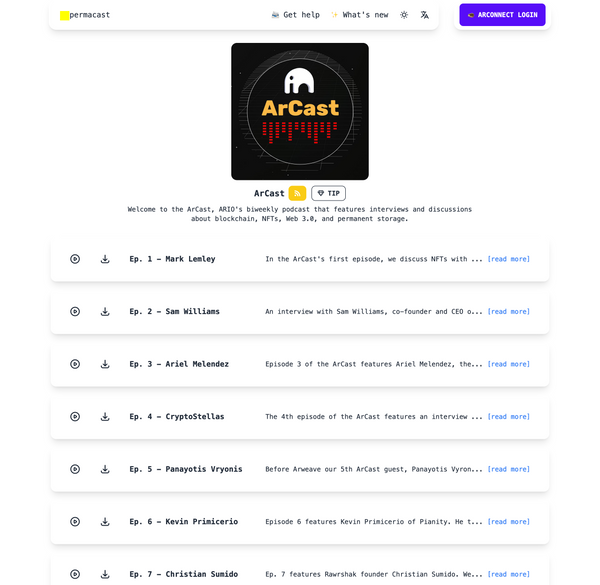 permacast
Get help
What's new
ARCONNECT LOGIN
ArCast
ArCast
TIP
Welcome to the ArCast, ARIO's biweekly podcast that features interviews and discussions
about blockchain, NFTs, Web 3.0, and permanent storage.
Ep. 1 - Mark Lemley In the ArCast's first episode, we discuss NFTs with ... [read more]
Ep. 2 - Sam Williams An interview with Sam Williams, co-founder and CEO o... [read more]
Ep. 3 - Ariel Melendez Episode 3 of the ArCast features Ariel Melendez, the... [read more]
Ep. 4 - CryptoStellas The 4th episode of the ArCast features an interview ... [read more]
Ep. 5 - Panayotis Vryonis Before Arweave our 5th ArCast guest, Panayotis Vyron... [read more]
Ep. 6 - Kevin Primicerio Episode 6 features Kevin Primicerio of Pianity. He t... [read more]
Ep. 7 - Christian Sumido Ep. 7 features Rawrshak founder Christian Sumido. We... [read more]